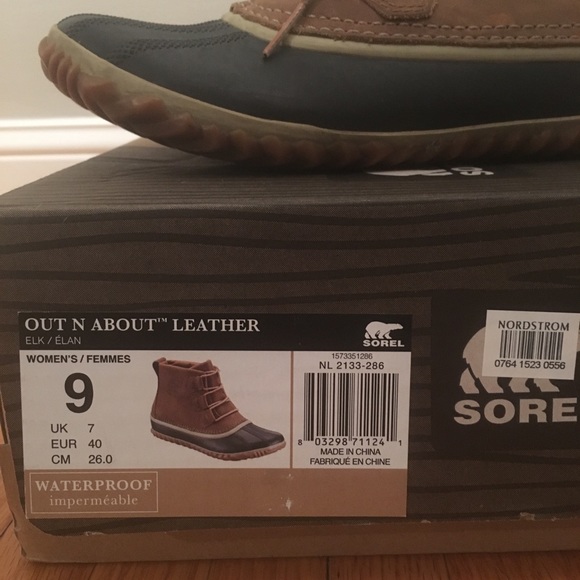 OUT N ABOUT™ LEATHER
ELK / ÉLAN
SOREL
WOMEN'S / FEMMES
9
UK 7
EUR 40
CM 26.0
1573351286
NL 2133-286
8 03298 71124 1
MADE IN CHINA
FABRIQUÉ EN CHINE
WATERPROOF
imperméable
NORDSTROM
0764 1523 0556
SORE